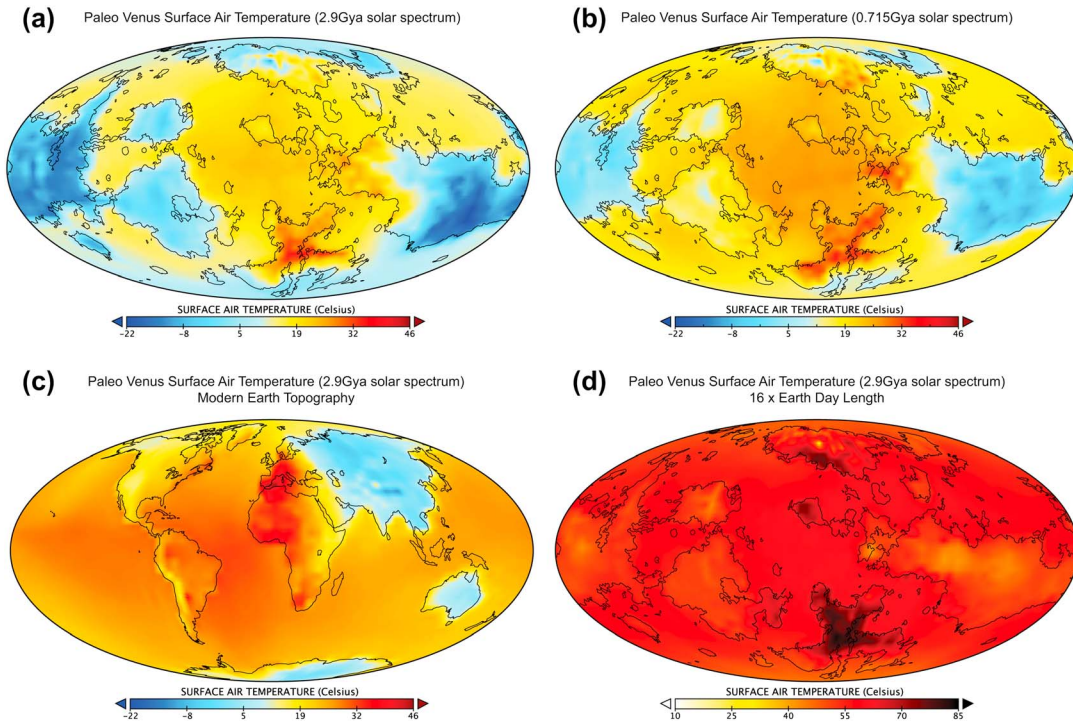 (a)
Paleo Venus Surface Air Temperature (2.9Gya solar spectrum)
SURFACE AIR TEMPERATURE (Celsius)
-22 -8 5 19 32 46
(b)
Paleo Venus Surface Air Temperature (0.715Gya solar spectrum)
SURFACE AIR TEMPERATURE (Celsius)
-22 -8 5 19 32 46
(c)
Paleo Venus Surface Air Temperature (2.9Gya solar spectrum)
Modern Earth Topography
SURFACE AIR TEMPERATURE (Celsius)
-22 -8 5 19 32 46
(d)
Paleo Venus Surface Air Temperature (2.9Gya solar spectrum)
16 x Earth Day Length
SURFACE AIR TEMPERATURE (Celsius)
10 25 40 55 70 85